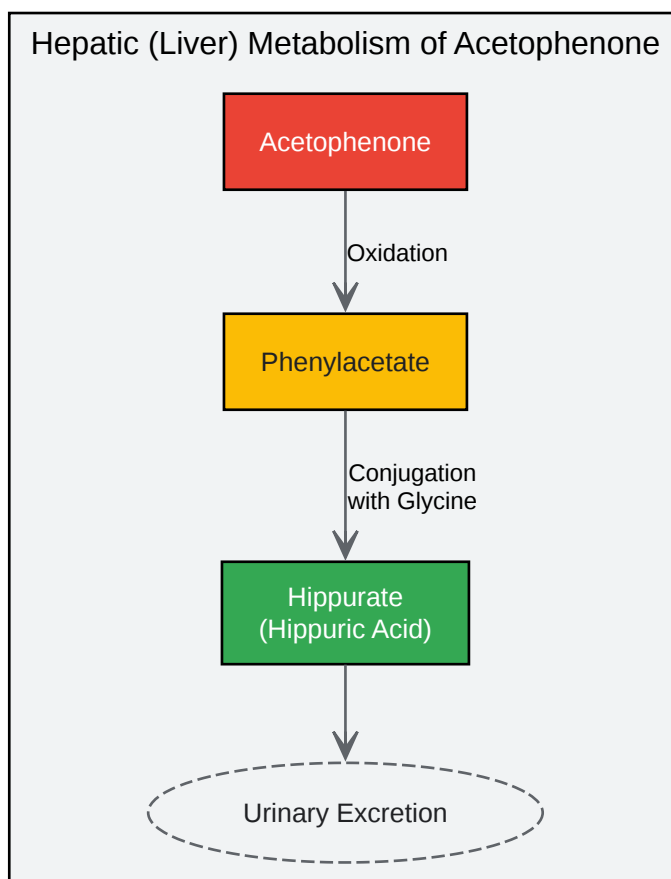 Hepatic (Liver) Metabolism of Acetophenone
Acetophenone
Oxidation
Phenylacetate
Conjugation
with Glycine
Hippurate
(Hippuric Acid)
Urinary Excretion